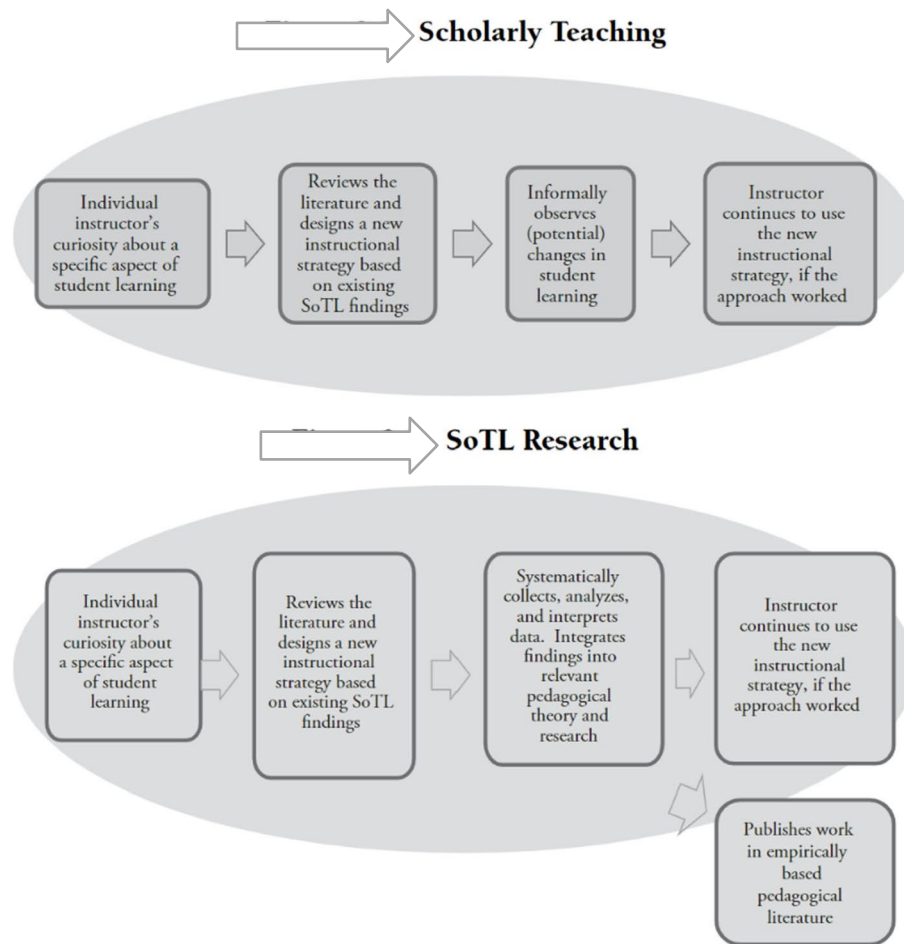 Scholarly Teaching
Individual
instructor's
curiosity about a
specific aspect of
student learning
Reviews the
literature and
designs a new
instructional
strategy based
on existing
SoTL findings
Informally
observes
(potential)
changes in
student
learning
Instructor
continues to use
the new
instructional
strategy, if the
approach worked
SoTL Research
Individual
instructor's
curiosity about
a specific aspect
of student
learning
Reviews the
literature and
designs a new
instructional
strategy based
on existing SoTL
findings
Systematically
collects, analyzes,
and interprets
data. Integrates
findings into
relevant
pedagogical
theory and
research
Instructor
continues to use
the new
instructional
strategy, if the
approach worked
Publishes work
in empirically
based
pedagogical
literature